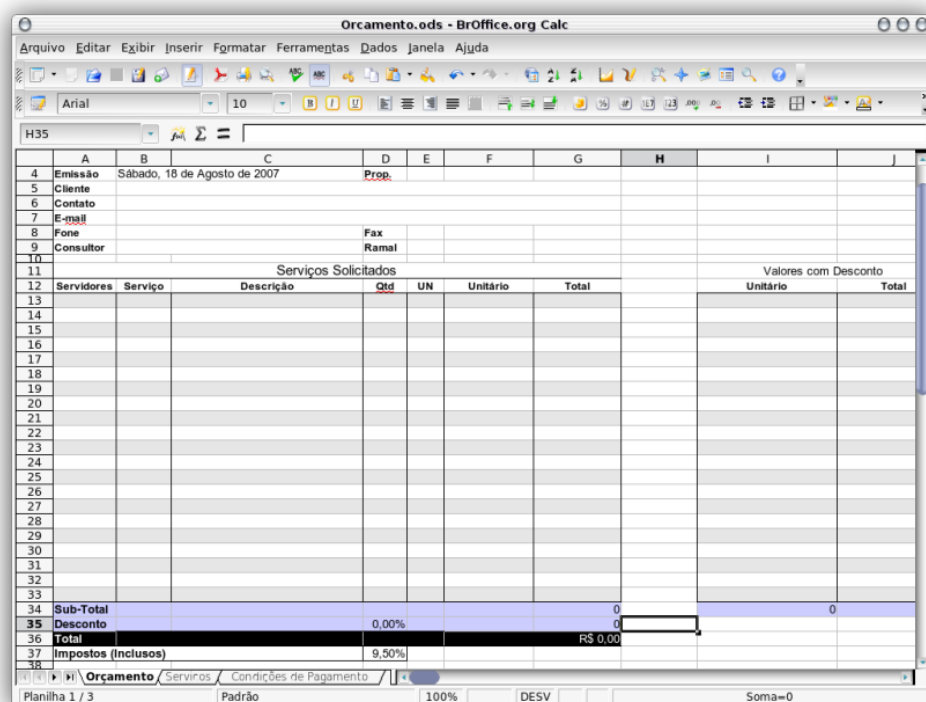 Orcamento.ods - BrOffice.org Calc
Arquivo Editar Exibir Inserir Formatar Ferramentas Dados Janela Ajuda
Arial 10
H35
A B C D E F G H I J
4 Emissão Sábado, 18 de Agosto de 2007 Prop.
5 Cliente
6 Contato
7 E-mail
8 Fone Fax
9 Consultor Ramal
10
11 Serviços Solicitados Valores com Desconto
12 Servidores Serviço Descrição Qtd UN Unitário Total Unitário Total
13
14
15
16
17
18
19
20
21
22
23
24
25
26
27
28
29
30
31
32
33
34 Sub-Total 0 0
35 Desconto 0,00% 0
36 Total R$ 0,00
37 Impostos (Inclusos) 9,50%
38
Orçamento Servicos Condições de Pagamento
Planilha 1 / 3 Padrão 100% DESV Soma=0